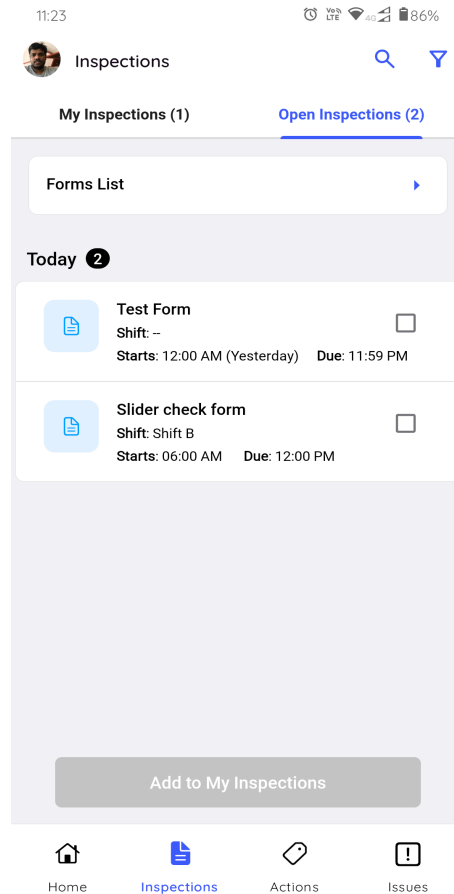 11:23
VoLTE 4G 86%
Inspections
My Inspections (1) Open Inspections (2)
Forms List
Today 2
Test Form
Shift: --
Starts: 12:00 AM (Yesterday) Due: 11:59 PM
Slider check form
Shift: Shift B
Starts: 06:00 AM Due: 12:00 PM
Add to My Inspections
Home Inspections Actions Issues